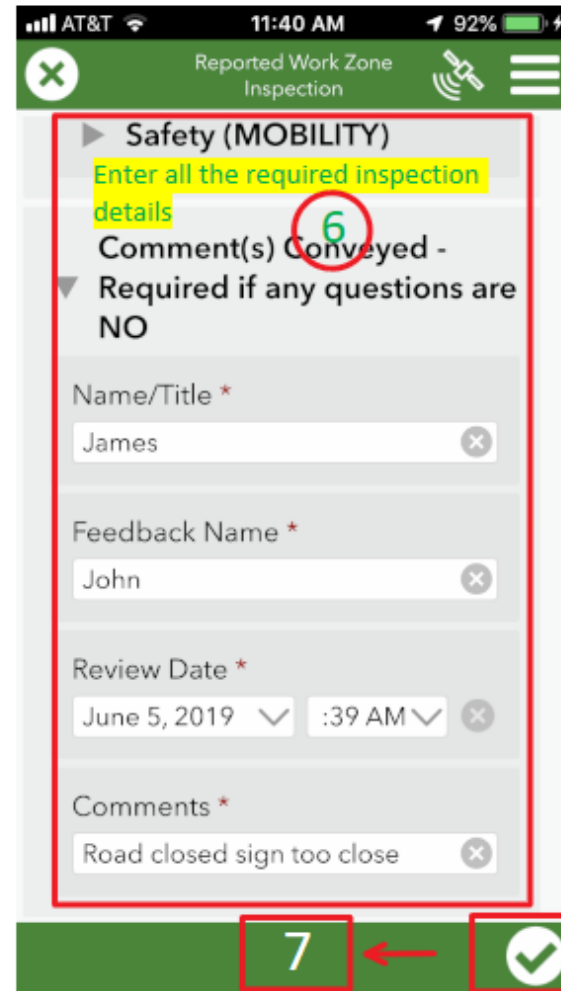 AT&T 11:40 AM 92%
Reported Work Zone
Inspection
Safety (MOBILITY)
Enter all the required inspection
details
6
Comment(s) Conveyed -
Required if any questions are
NO
Name/Title *
James
Feedback Name *
John
Review Date *
June 5, 2019 :39 AM
Comments *
Road closed sign too close
7